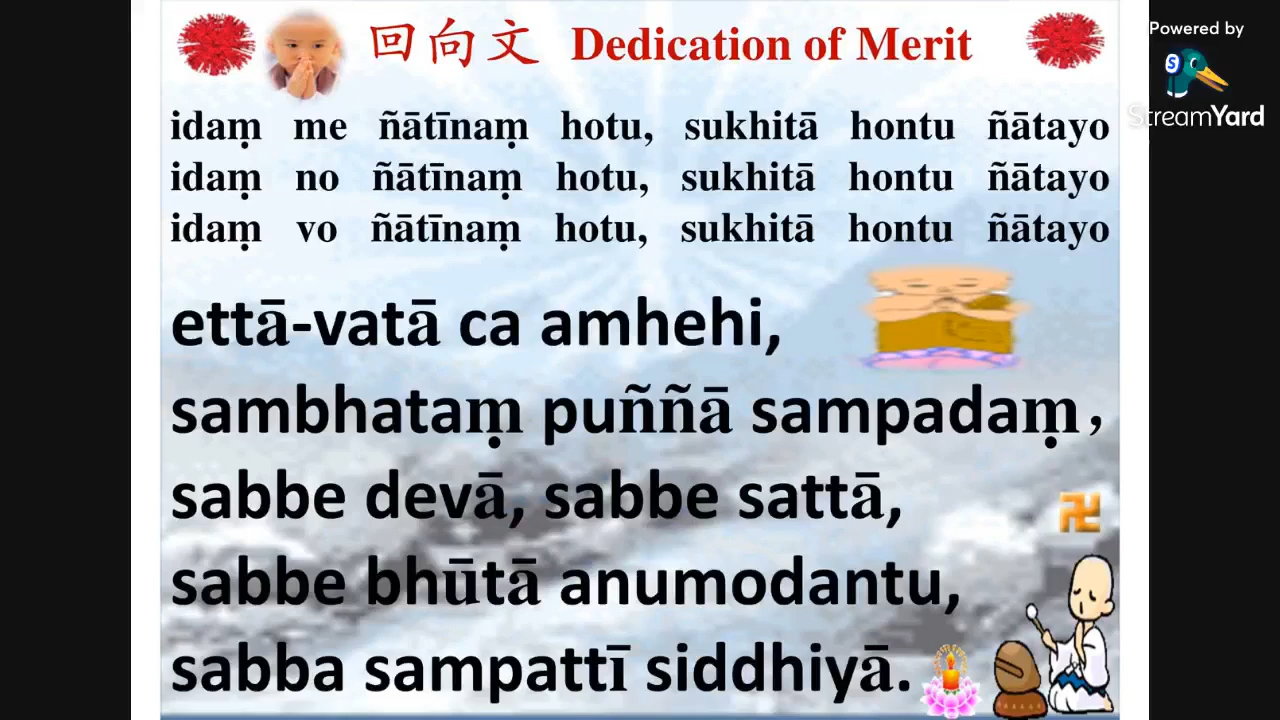 回向文 Dedication of Merit
Powered by
StreamYard
idaṃ me ñātīnaṃ hotu, sukhitā hontu ñātayo
idaṃ no ñātīnaṃ hotu, sukhitā hontu ñātayo
idaṃ vo ñātīnaṃ hotu, sukhitā hontu ñātayo
ettā-vatā ca amhehi,
sambhataṃ puññā sampadaṃ,
sabbe devā, sabbe sattā,
sabbe bhūtā anumodantu,
sabba sampattī siddhiyā.
卍